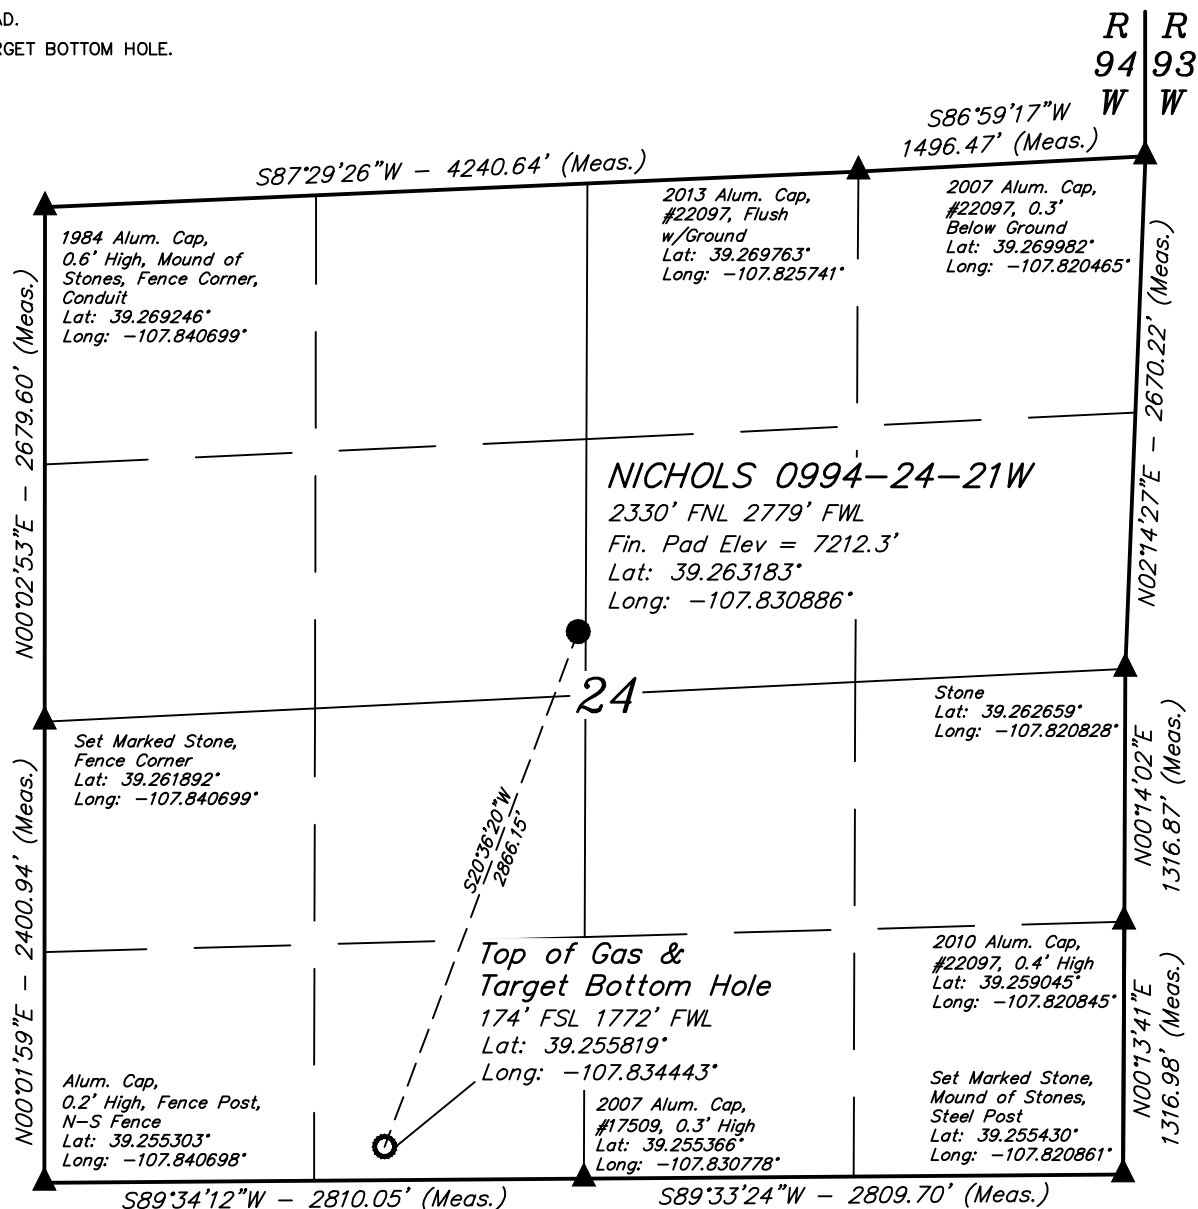 AD.
RGET BOTTOM HOLE.
R R
94 93
W W
S86°59'17"W
1496.47' (Meas.)
S87°29'26"W - 4240.64' (Meas.)
1984 Alum. Cap,
0.6' High, Mound of
Stones, Fence Corner,
Conduit
Lat: 39.269246°
Long: -107.840699°
2013 Alum. Cap,
#22097, Flush
w/Ground
Lat: 39.269763°
Long: -107.825741°
2007 Alum. Cap,
#22097, 0.3'
Below Ground
Lat: 39.269982°
Long: -107.820465°
N00°02'53"E - 2679.60' (Meas.)
N02°14'27"E - 2670.22' (Meas.)
NICHOLS 0994-24-21W
2330' FNL 2779' FWL
Fin. Pad Elev = 7212.3'
Lat: 39.263183°
Long: -107.830886°
24
Stone
Lat: 39.262659°
Long: -107.820828°
Set Marked Stone,
Fence Corner
Lat: 39.261892°
Long: -107.840699°
S20°36'20"W
2866.15'
N00°14'02"E
1316.87' (Meas.)
N00°01'59"E - 2400.94' (Meas.)
Top of Gas &
Target Bottom Hole
174' FSL 1772' FWL
Lat: 39.255819°
Long: -107.834443°
2010 Alum. Cap,
#22097, 0.4' High
Lat: 39.259045°
Long: -107.820845°
N00°13'41"E
1316.98' (Meas.)
Alum. Cap,
0.2' High, Fence Post,
N-S Fence
Lat: 39.255303°
Long: -107.840698°
2007 Alum. Cap,
#17509, 0.3' High
Lat: 39.255366°
Long: -107.830778°
Set Marked Stone,
Mound of Stones,
Steel Post
Lat: 39.255430°
Long: -107.820861°
S89°34'12"W - 2810.05' (Meas.)
S89°33'24"W - 2809.70' (Meas.)